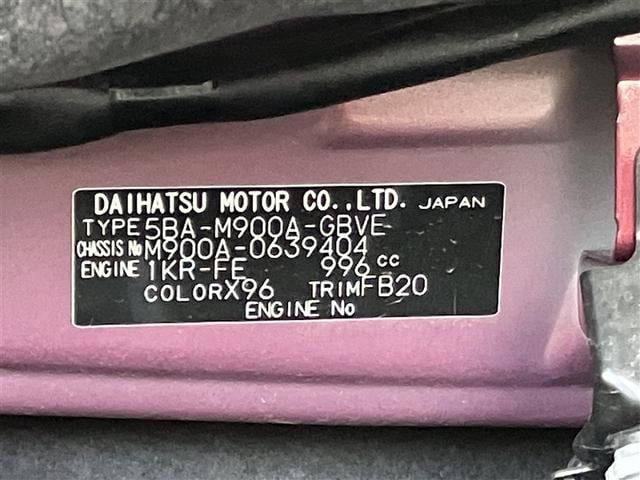 DAIHATSU MOTOR CO.,LTD. JAPAN
TYPE 5BA-M900A-GBVE
CHASSIS No M900A-0639404
ENGINE 1KR-FE 996 cc
COLOR X96 TRIM FB20
ENGINE No